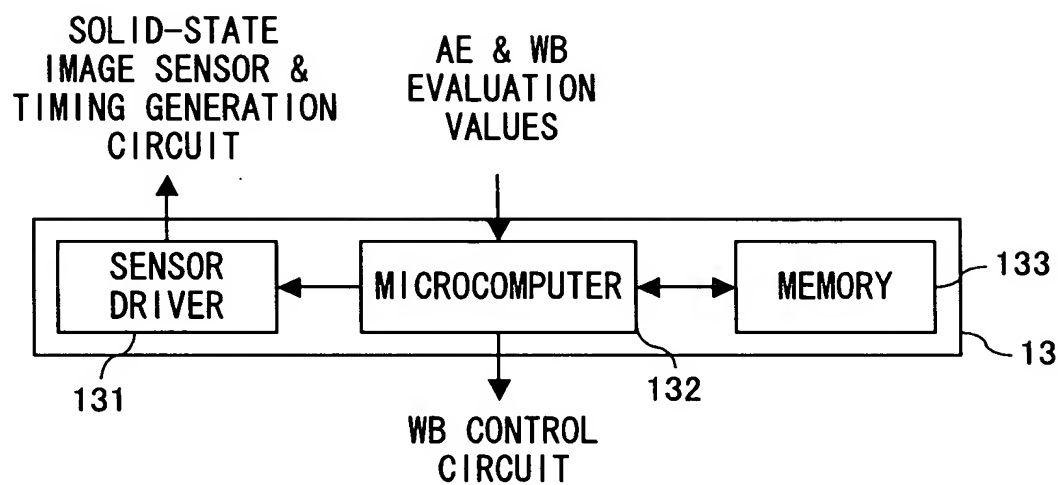 SOLID-STATE
IMAGE SENSOR &
TIMING GENERATION
CIRCUIT
AE & WB
EVALUATION
VALUES
SENSOR
DRIVER
MICROCOMPUTER
MEMORY
133
13
131
132
WB CONTROL
CIRCUIT